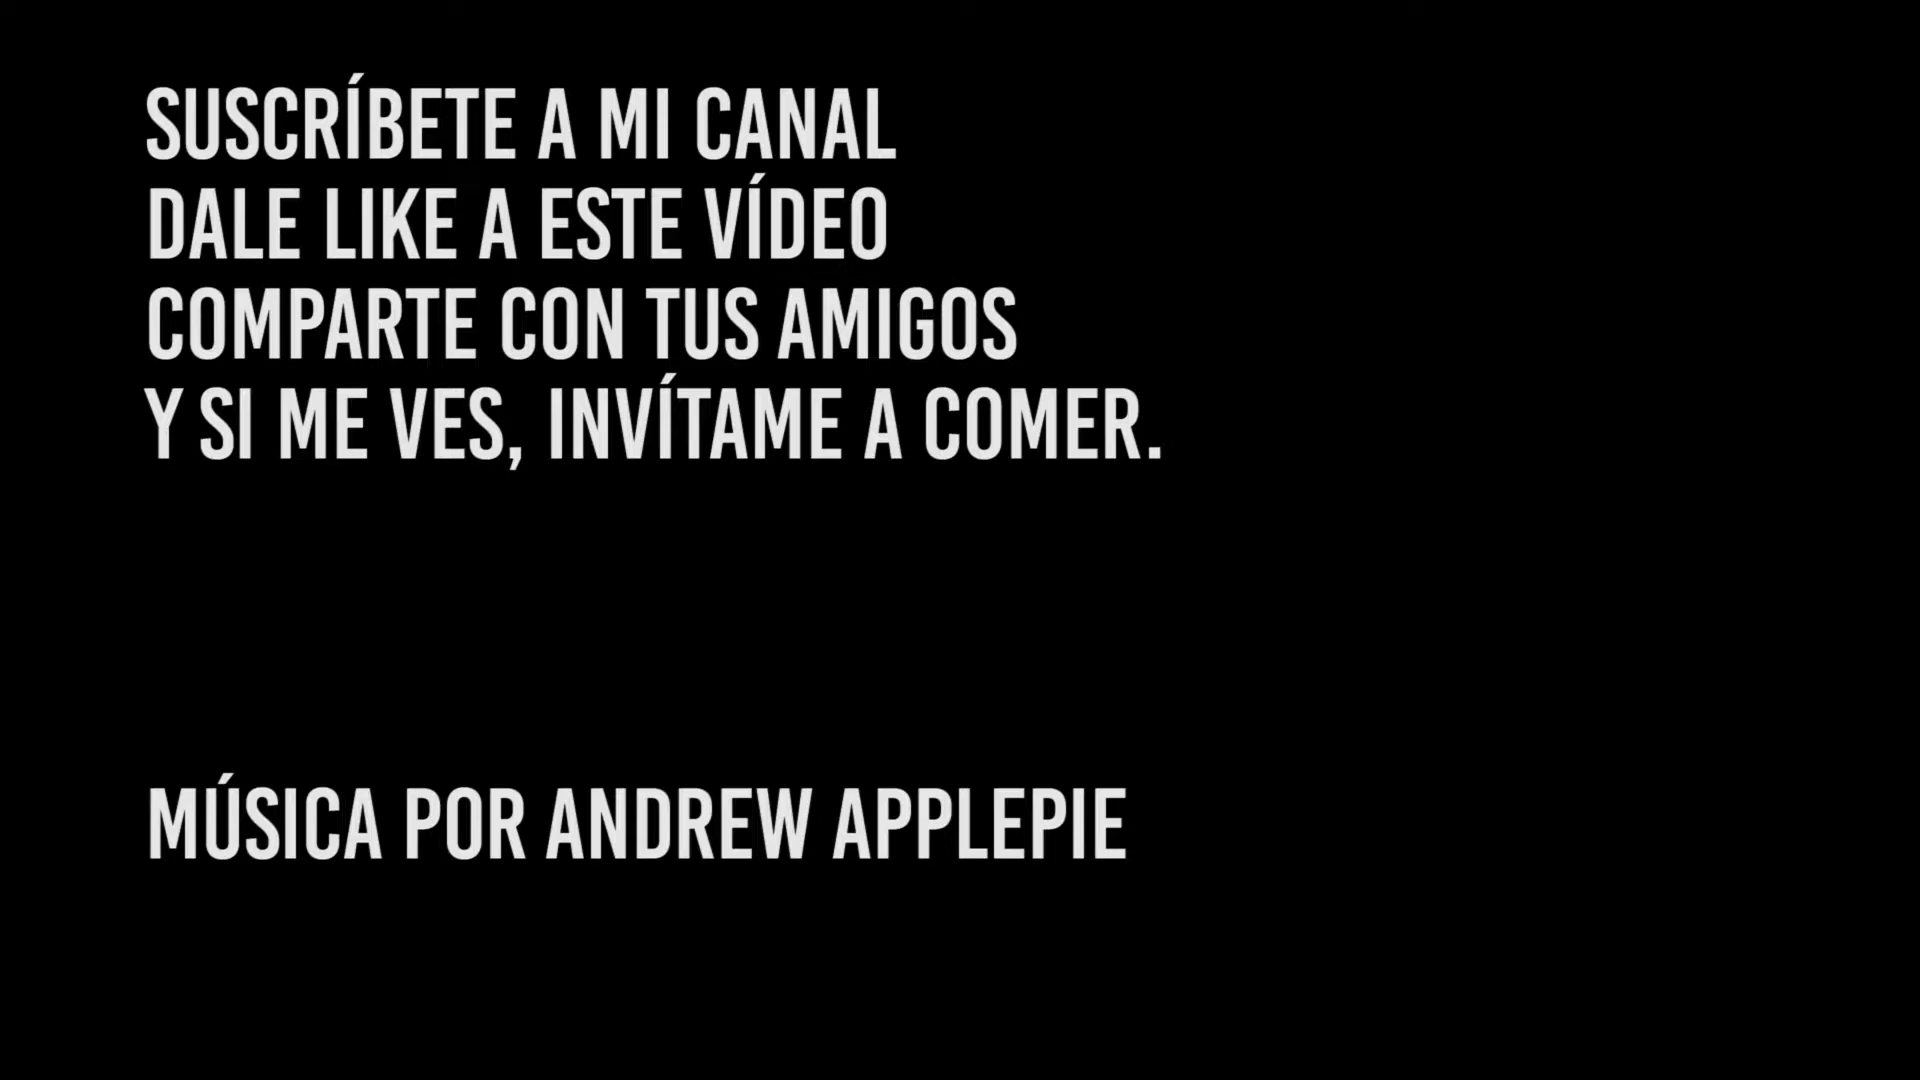 SUSCRÍBETE A MI CANAL
DALE LIKE A ESTE VÍDEO
COMPARTE CON TUS AMIGOS
Y SI ME VES, INVÍTAME A COMER.
MÚSICA POR ANDREW APPLEPIE